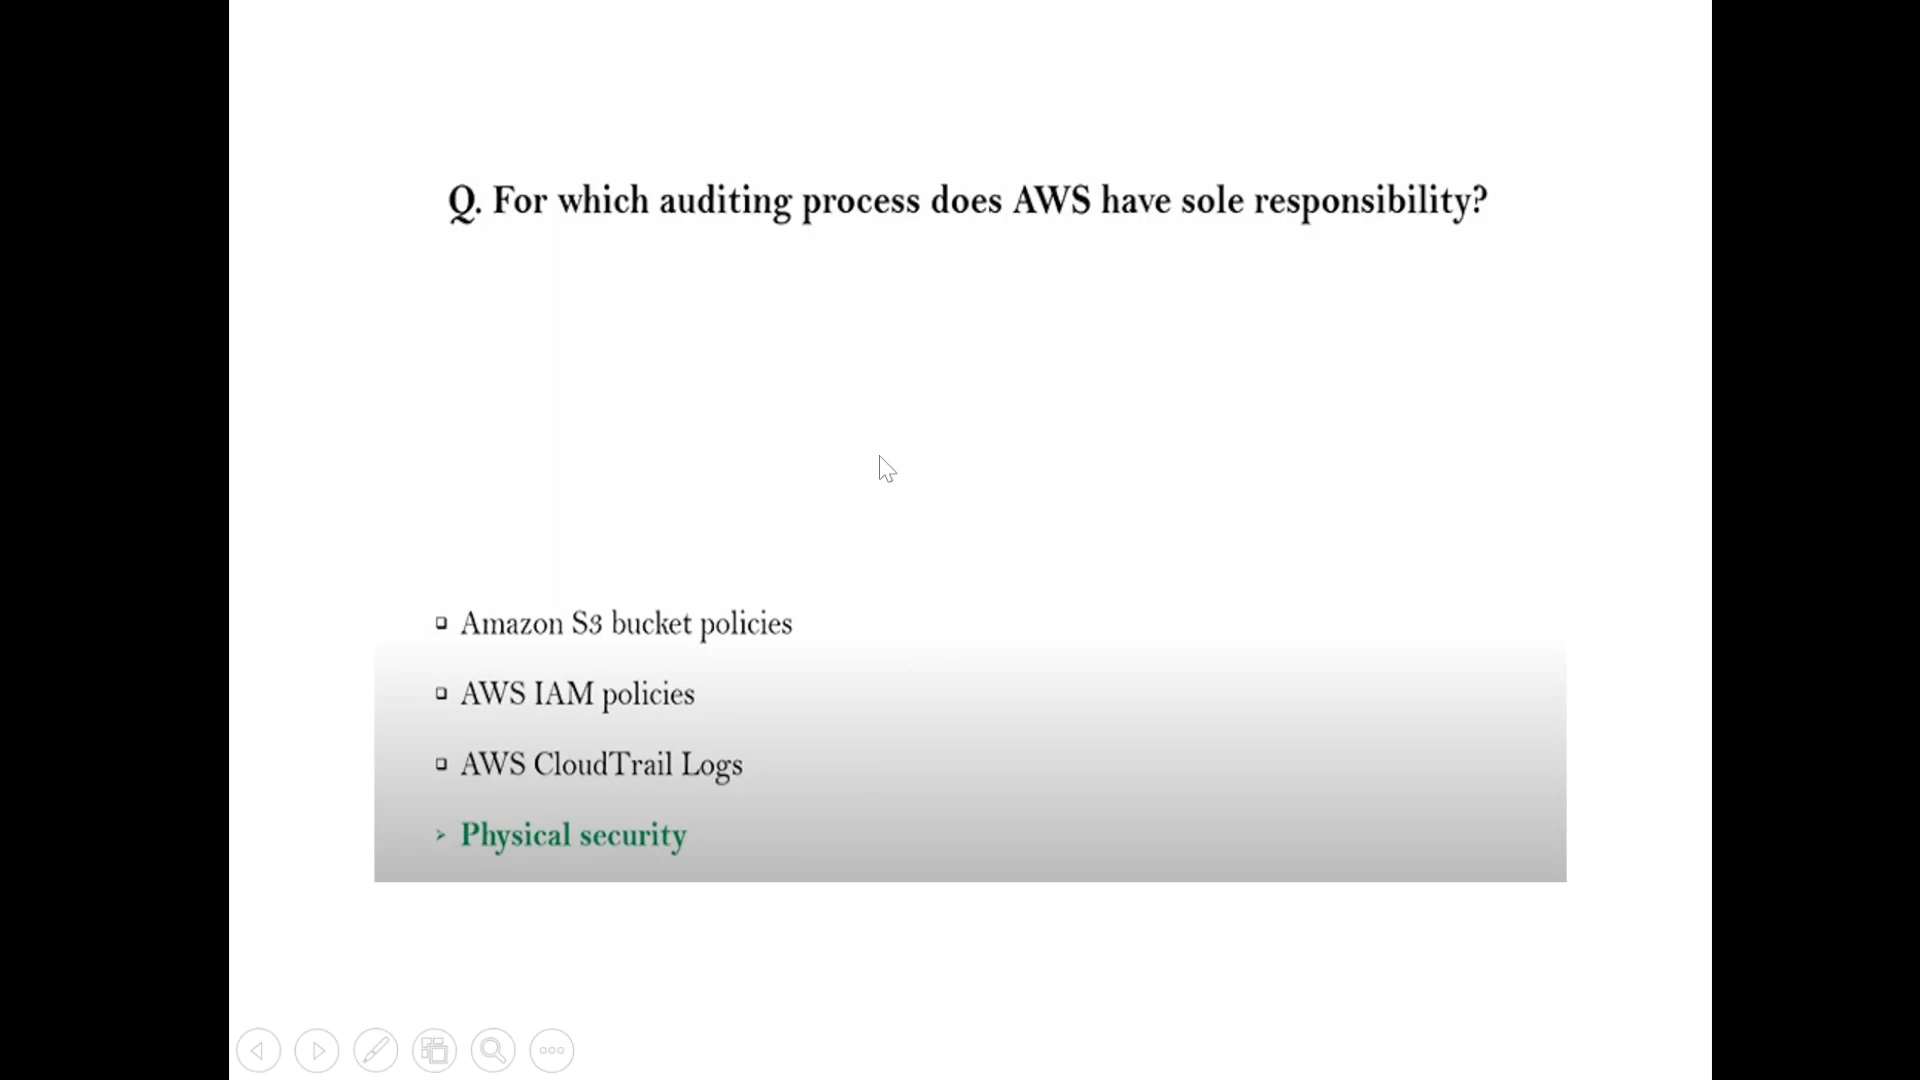 Q. For which auditing process does AWS have sole responsibility?
Amazon S3 bucket policies
AWS IAM policies
AWS CloudTrail Logs
Physical security